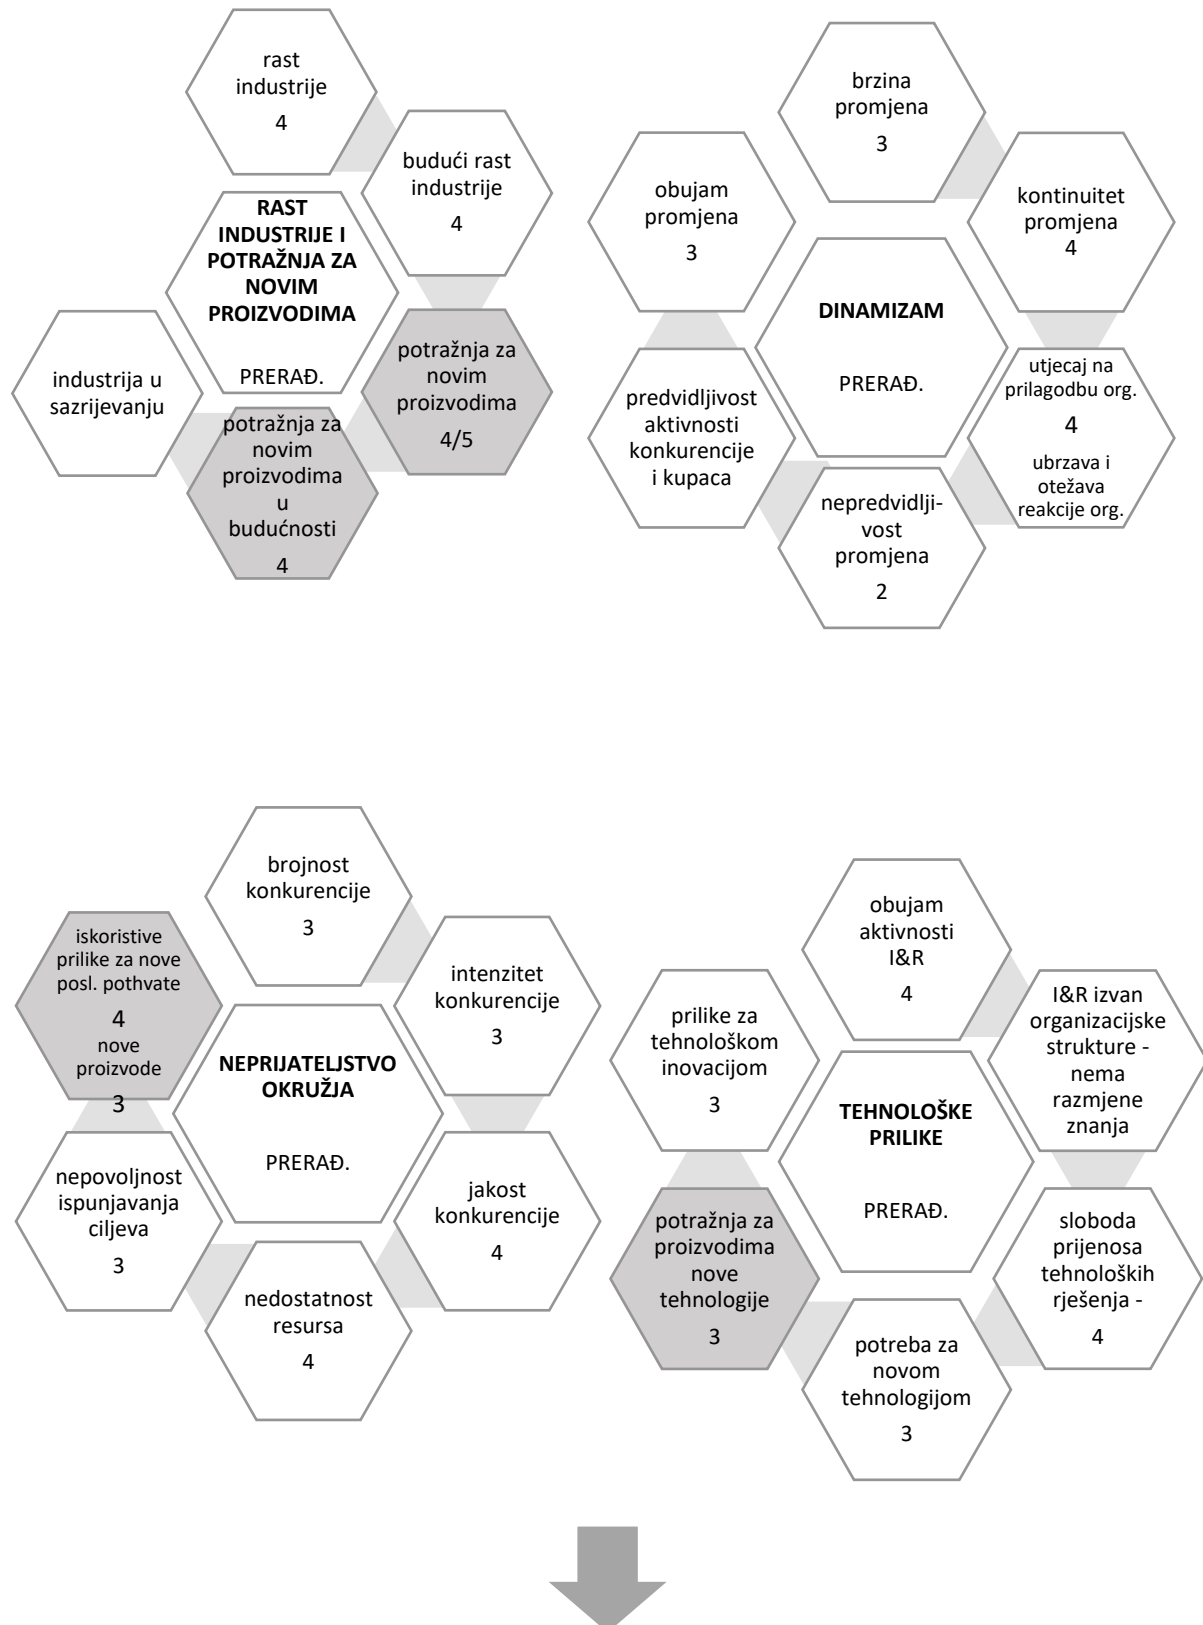 rast
industrije
4
budući rast
industrije
4
RAST
INDUSTRIJE I
POTRAŽNJA ZA
NOVIM
PROIZVODIMA
PRERAĐ.
potražnja za
novim
proizvodima
4/5
potražnja za
novim
proizvodima
u
budućnosti
4
industrija u
sazrijevanju
brzina
promjena
3
kontinuitet
promjena
4
obujam
promjena
3
DINAMIZAM
PRERAĐ.
utjecaj na
prilagodbu org.
4
ubrzava i
otežava
reakcije org.
nepredvidlji-
vost
promjena
2
predvidljivost
aktivnosti
konkurencije
i kupaca
brojnost
konkurencije
3
intenzitet
konkurencije
3
iskoristive
prilike za nove
posl. pothvate
4
nove
proizvode
3
NEPRIJATELJSTVO
OKRUŽJA
PRERAĐ.
jakost
konkurencije
4
nedostatnost
resursa
4
nepovoljnost
ispunjavanja
ciljeva
3
obujam
aktivnosti
I&R
4
I&R izvan
organizacijske
strukture -
nema
razmjene
znanja
prilike za
tehnološkom
inovacijom
3
TEHNOLOŠKE
PRILIKE
PRERAĐ.
sloboda
prijenosa
tehnoloških
rješenja -
4
potreba za
novom
tehnologijom
3
potražnja za
proizvodima
nove
tehnologije
3